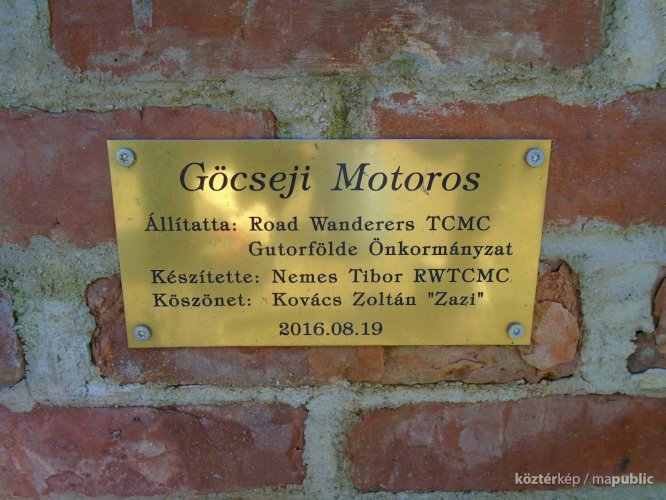 Göcseji Motoros
Állítatta: Road Wanderers TCMC
Gutorfölde Önkormányzat
Készítette: Nemes Tibor RWTCMC
Köszönet: Kovács Zoltán "Zazi"
2016.08.19
köztérkép / mapublic